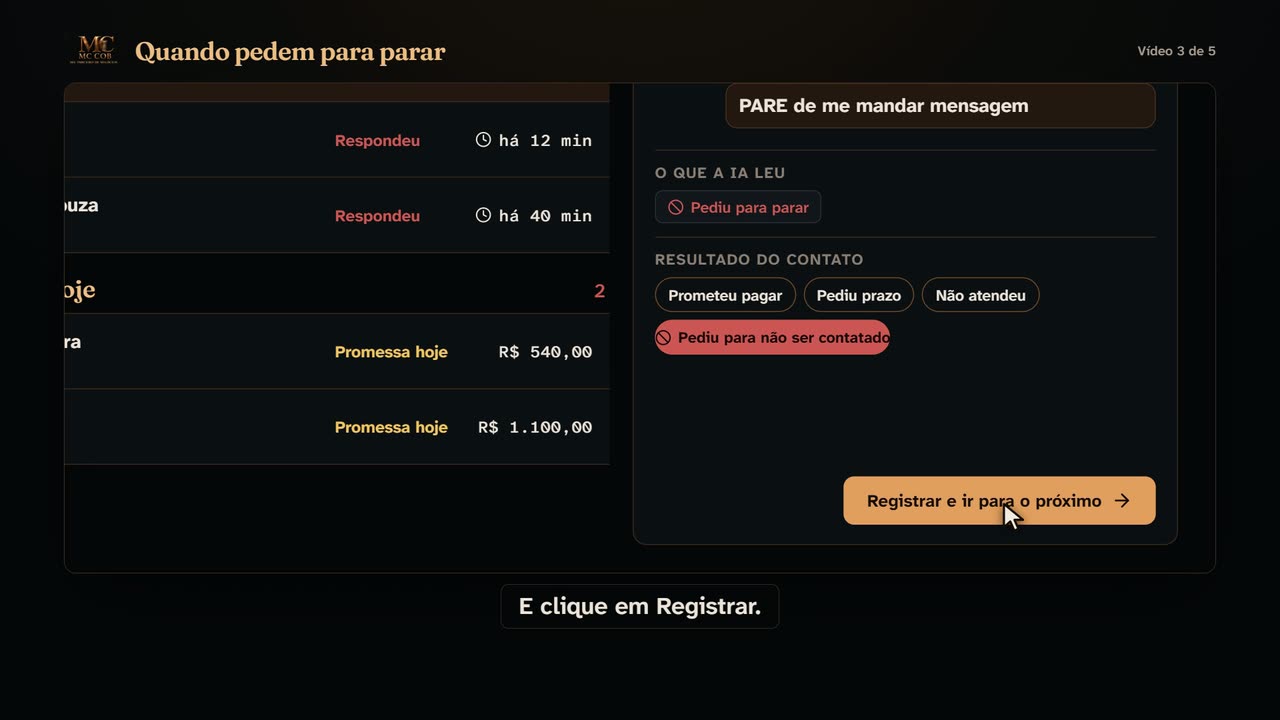 MC
MC COB
Quando pedem para parar
Vídeo 3 de 5
Respondeu
há 12 min
ouza
Respondeu
há 40 min
oje
2
ra
Promessa hoje
R$ 540,00
Promessa hoje
R$ 1.100,00
PARE de me mandar mensagem
O QUE A IA LEU
Pediu para parar
RESULTADO DO CONTATO
Prometeu pagar
Pediu prazo
Não atendeu
Pediu para não ser contatado
Registrar e ir para o próximo
E clique em Registrar.